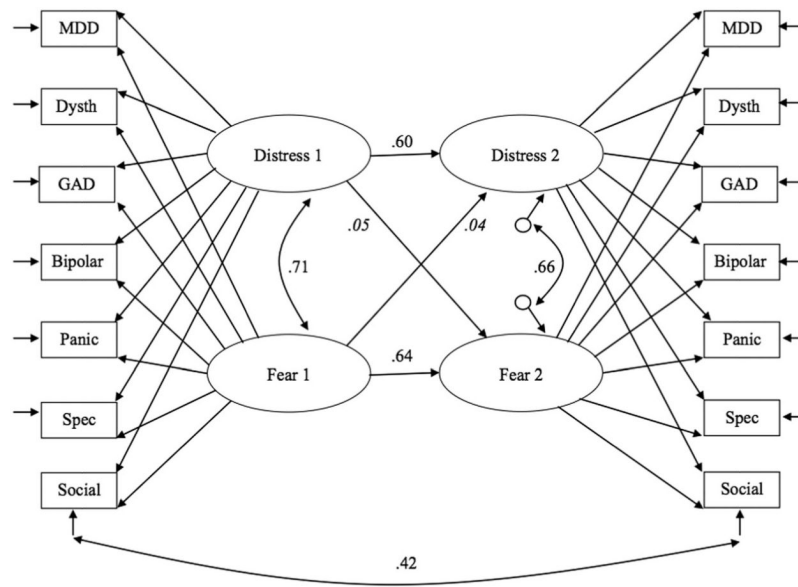 MDD
Dysth
GAD
Bipolar
Panic
Spec
Social
Distress 1
.60
Distress 2
.05
.04
.71
.66
Fear 1
.64
Fear 2
MDD
Dysth
GAD
Bipolar
Panic
Spec
Social
.42